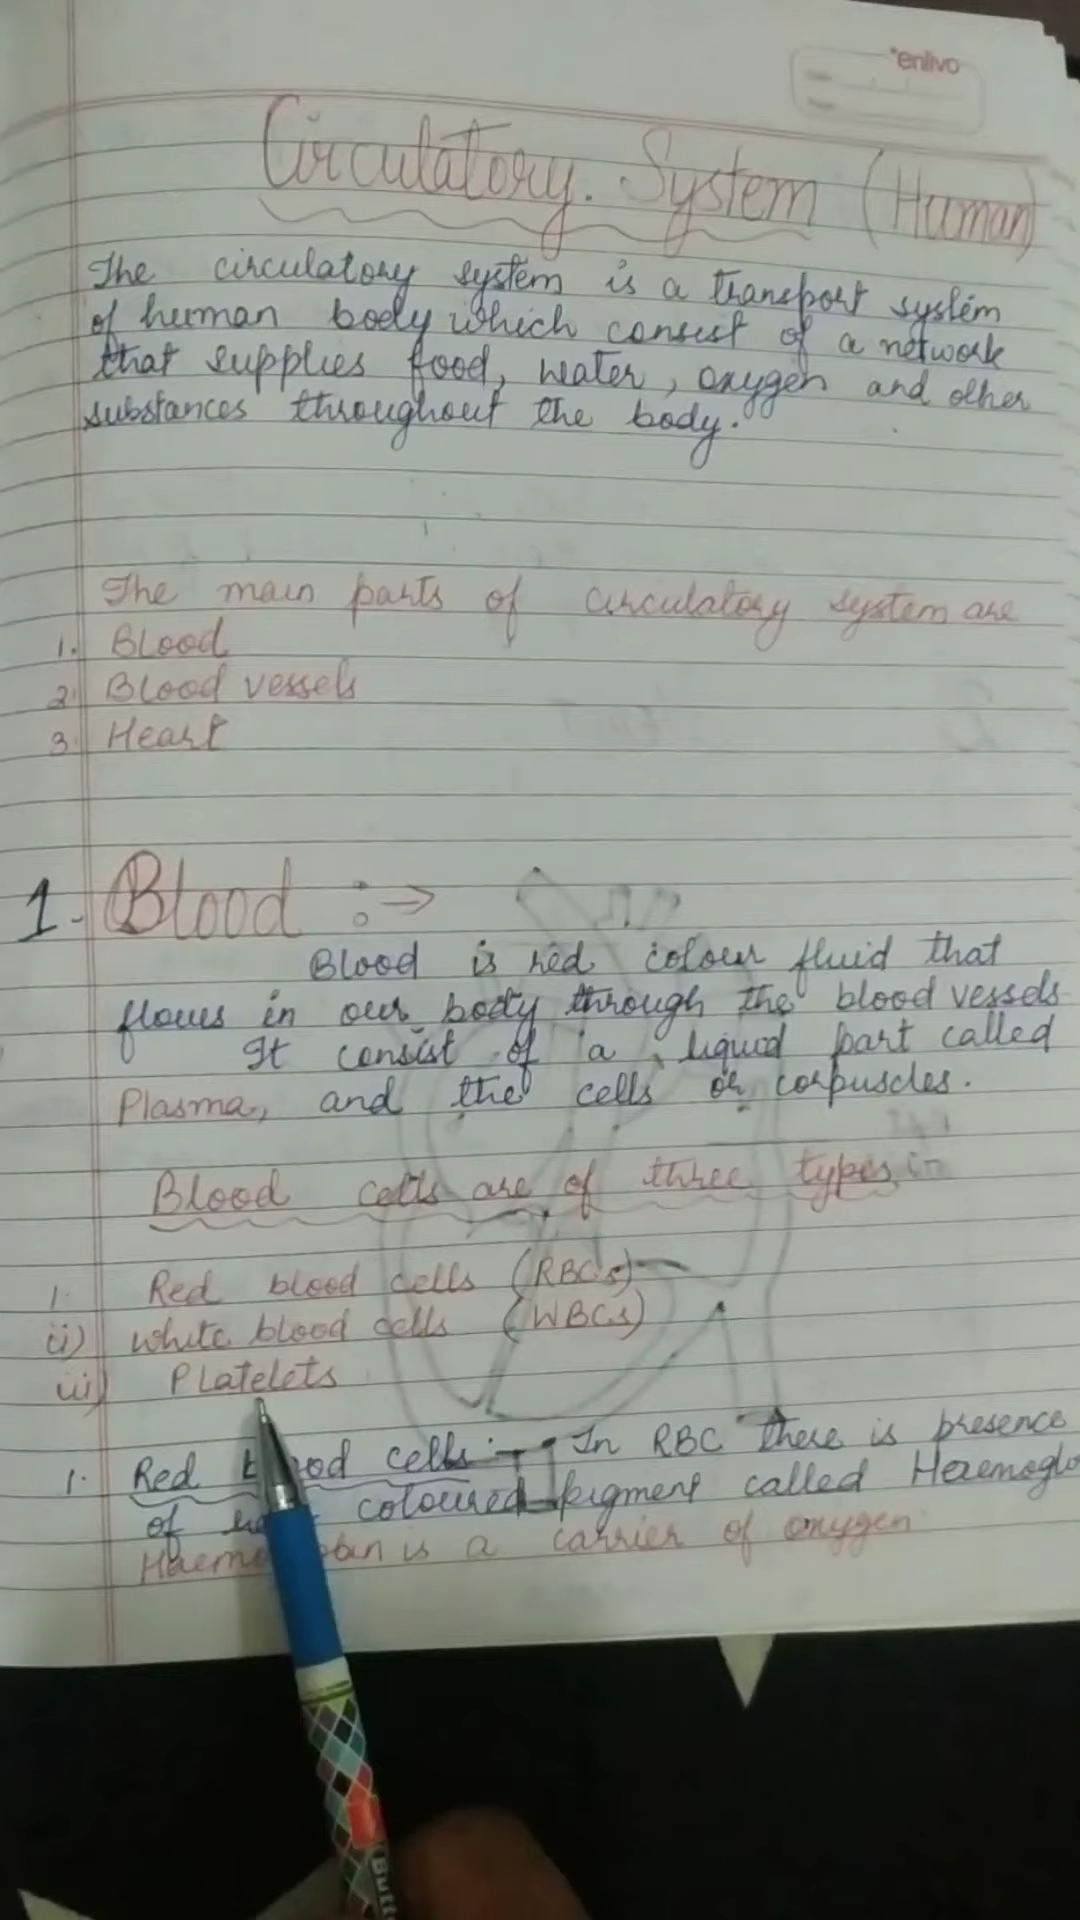 enlivo
Circulatory System (Human)
The circulatory system is a transport system
of human body which consist of a network
that supplies food, water, oxygen and other
substances throughout the body.
The main parts of circulatory system are
1. Blood
2. Blood vessels
3. Heart
1. Blood :→
Blood is red colour fluid that
flows in our body through the blood vessels
It consist of a liquid part called
Plasma, and the cells or corpuscles.
Blood cells are of three types
1. Red blood cells (RBCs)
ii) White blood cells (WBCs)
iii) Platelets
1. Red blood cells :- In RBC there is presence
of coloured pigment called Haemoglo
is a carrier of oxygen
Butt